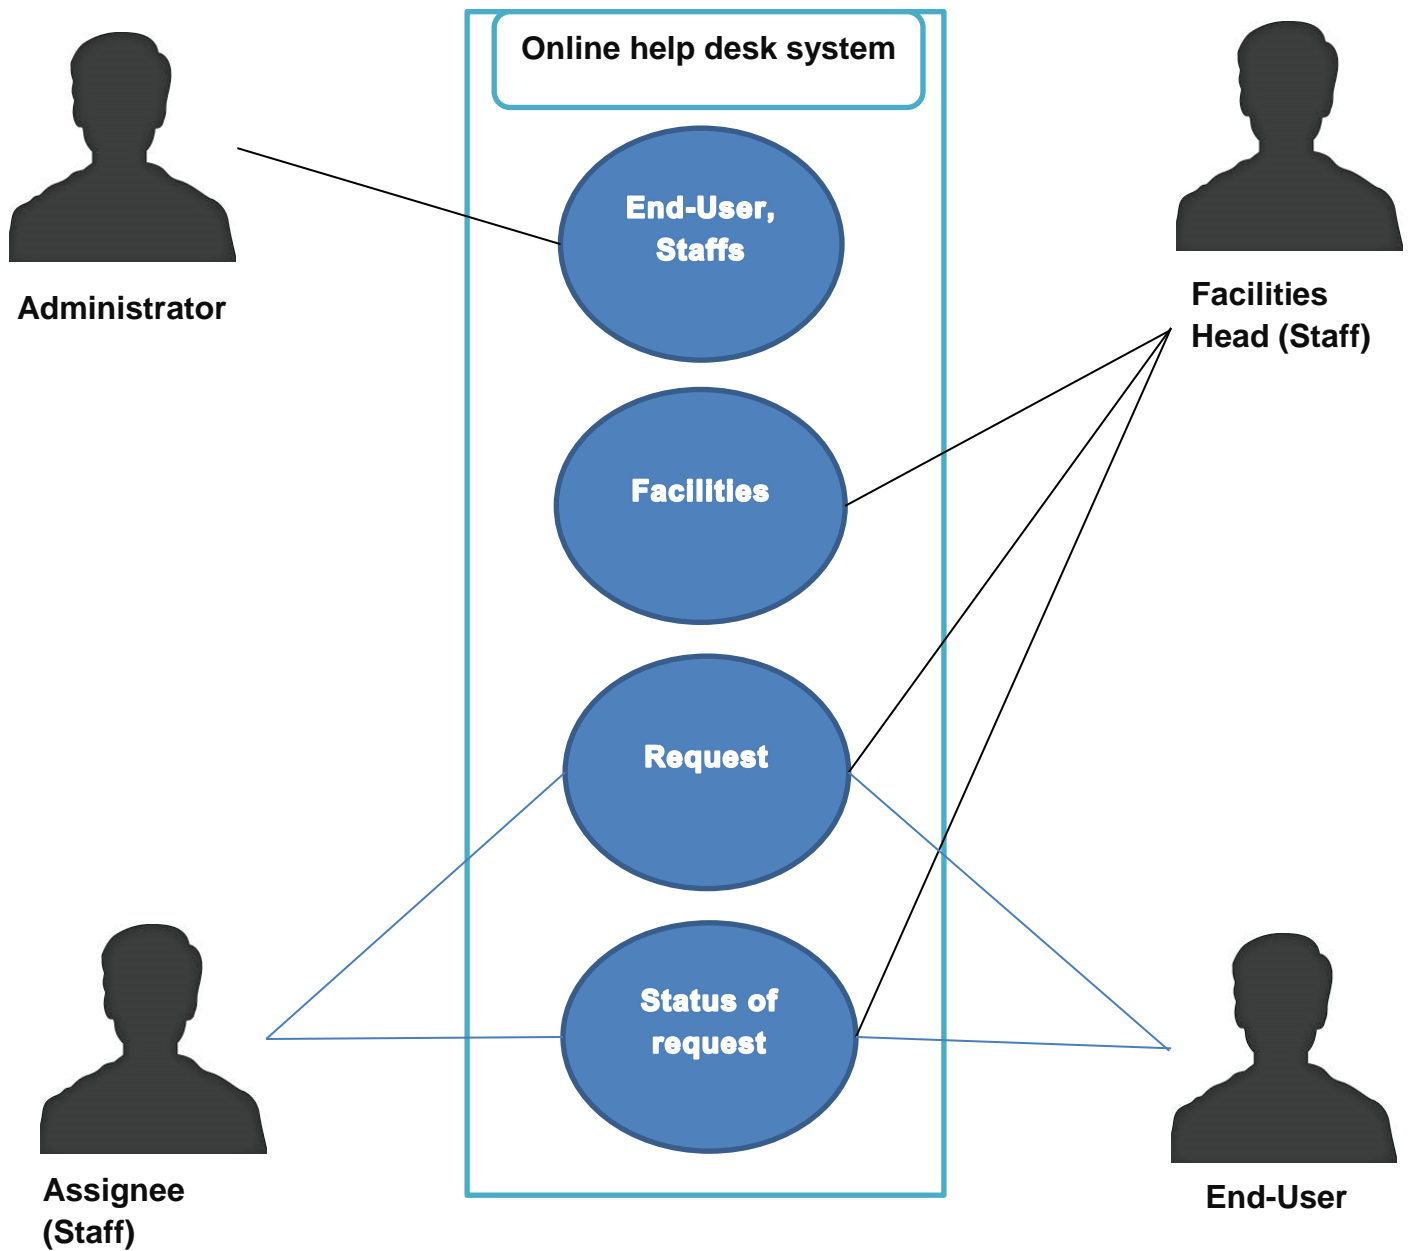 Online help desk system
End-User,
Staffs
Administrator
Facilities
Head (Staff)
Facilities
Request
Status of
request
Assignee
(Staff)
End-User